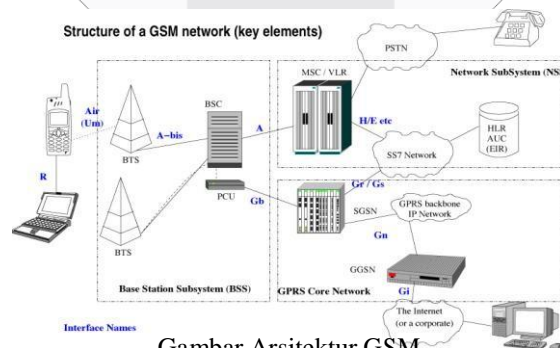 Structure of a GSM network (key elements)
PSTN
MSC / VLR
Network SubSystem (NS
Air
(Um)
BSC
A-bis
A
H/E etc
BTS
HLR
AUC
(EIR)
SS7 Network
R
PCU
Gb
Gr / Gs
SGSN
GPRS backbone
IP Network
Gn
BTS
GGSN
Base Station Subsystem (BSS)
GPRS Core Network
Gi
The Internet
(or a corporate)
Interface Names
Gambar Arsitektur GSM